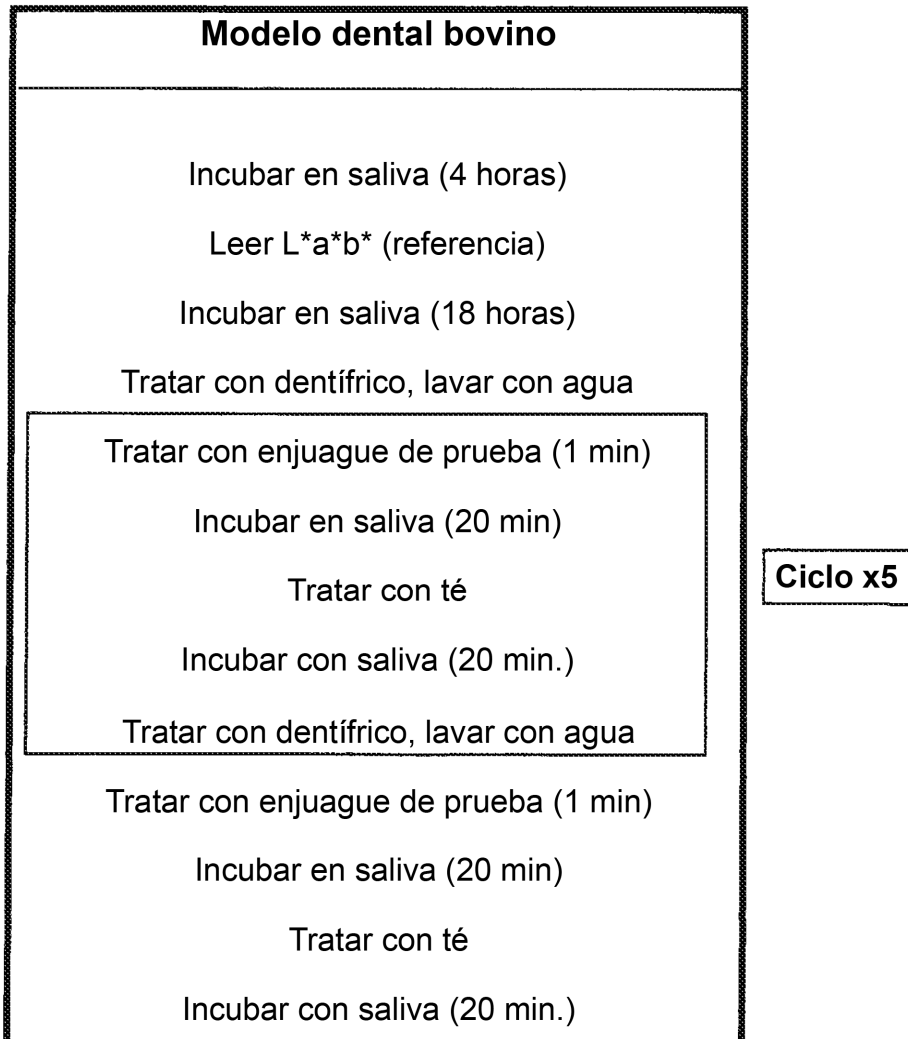 Modelo dental bovino
Incubar en saliva (4 horas)
Leer L*a*b* (referencia)
Incubar en saliva (18 horas)
Tratar con dentífrico, lavar con agua
Tratar con enjuague de prueba (1 min)
Incubar en saliva (20 min)
Tratar con té
Incubar con saliva (20 min.)
Tratar con dentífrico, lavar con agua
Ciclo x5
Tratar con enjuague de prueba (1 min)
Incubar en saliva (20 min)
Tratar con té
Incubar con saliva (20 min.)